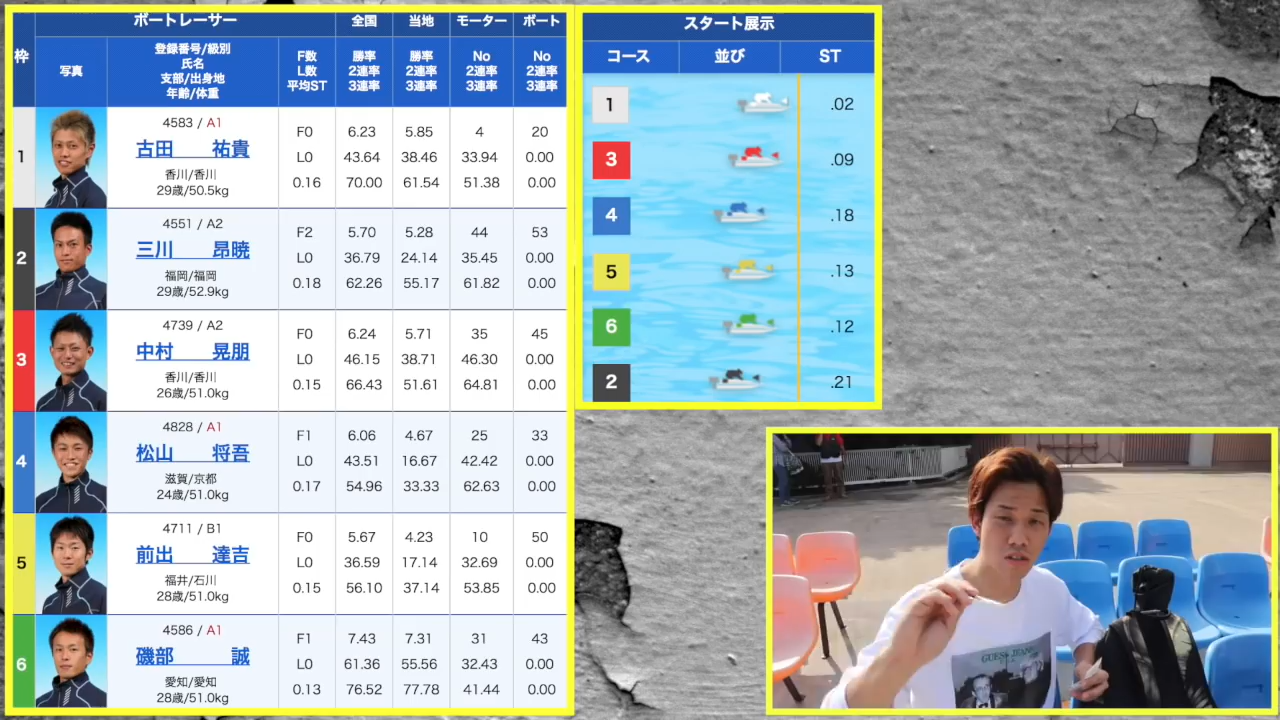 ボートレーサー 全国 当地 モーター ボート
枠
写真
登録番号/級別
氏名
支部/出身地
年齢/体重
F数
L数
平均ST
勝率
2連率
3連率
勝率
2連率
3連率
No
2連率
3連率
No
2連率
3連率
1
4583 / A1
古田 祐貴
香川/香川
29歳/50.5kg
F0 6.23 5.85 4 20
L0 43.64 38.46 33.94 0.00
0.16 70.00 61.54 51.38 0.00
2
4551 / A2
三川 昂暁
福岡/福岡
29歳/52.9kg
F2 5.70 5.28 44 53
L0 36.79 24.14 35.45 0.00
0.18 62.26 55.17 61.82 0.00
3
4739 / A2
中村 晃朋
香川/香川
26歳/51.0kg
F0 6.24 5.71 35 45
L0 46.15 38.71 46.30 0.00
0.15 66.43 51.61 64.81 0.00
4
4828 / A1
松山 将吾
滋賀/京都
24歳/51.0kg
F1 6.06 4.67 25 33
L0 43.51 16.67 42.42 0.00
0.17 54.96 33.33 62.63 0.00
5
4711 / B1
前出 達吉
福井/石川
28歳/51.0kg
F0 5.67 4.23 10 50
L0 36.59 17.14 32.69 0.00
0.15 56.10 37.14 53.85 0.00
6
4586 / A1
磯部 誠
愛知/愛知
28歳/51.0kg
F1 7.43 7.31 31 43
L0 61.36 55.56 32.43 0.00
0.13 76.52 77.78 41.44 0.00
スタート展示
コース 並び ST
1 .02
3 .09
4 .18
5 .13
6 .12
2 .21
GUESS JEANS
U.S.A.